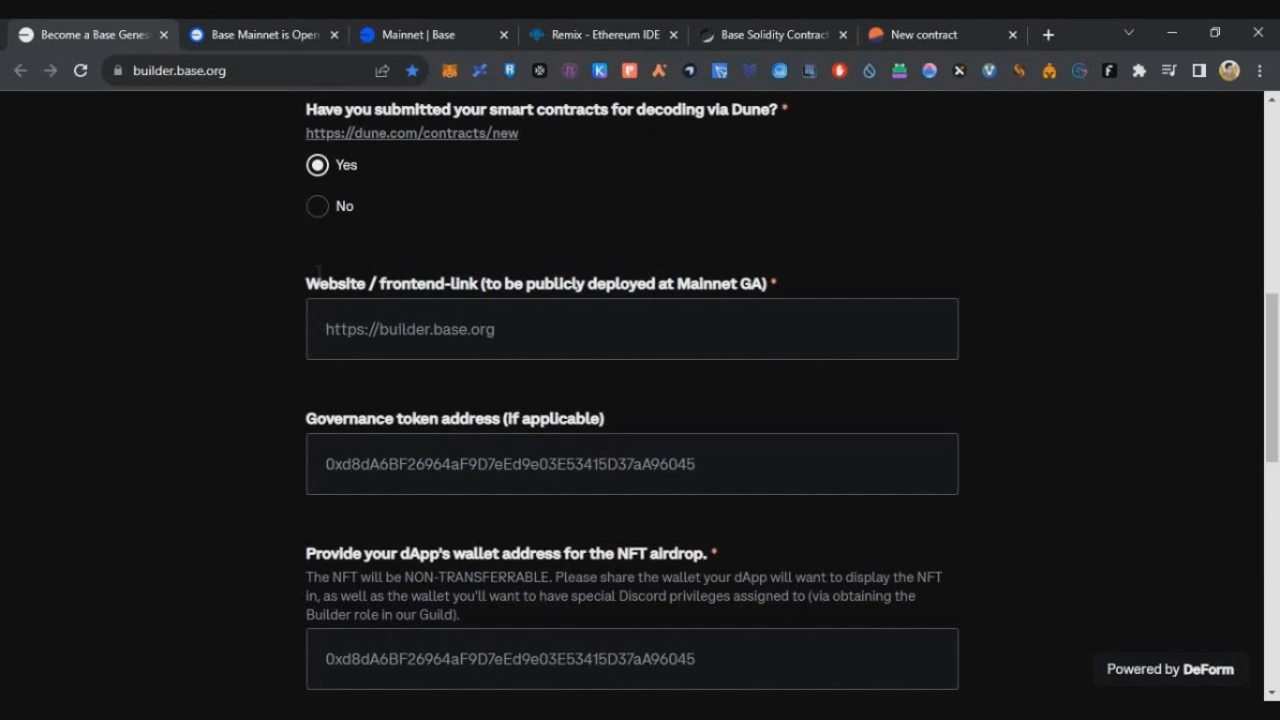 Become a Base Genes
Base Mainnet is Open
Mainnet | Base
Remix - Ethereum IDE
Base Solidity Contract
New contract
builder.base.org
Have you submitted your smart contracts for decoding via Dune? *
https://dune.com/contracts/new
Yes
No
Website / frontend-link (to be publicly deployed at Mainnet GA) *
https://builder.base.org
Governance token address (if applicable)
0xd8dA6BF26964aF9D7eEd9e03E53415D37aA96045
Provide your dApp's wallet address for the NFT airdrop. *
The NFT will be NON-TRANSFERRABLE. Please share the wallet your dApp will want to display the NFT
in, as well as the wallet you'll want to have special Discord privileges assigned to (via obtaining the
Builder role in our Guild).
0xd8dA6BF26964aF9D7eEd9e03E53415D37aA96045
Powered by DeForm